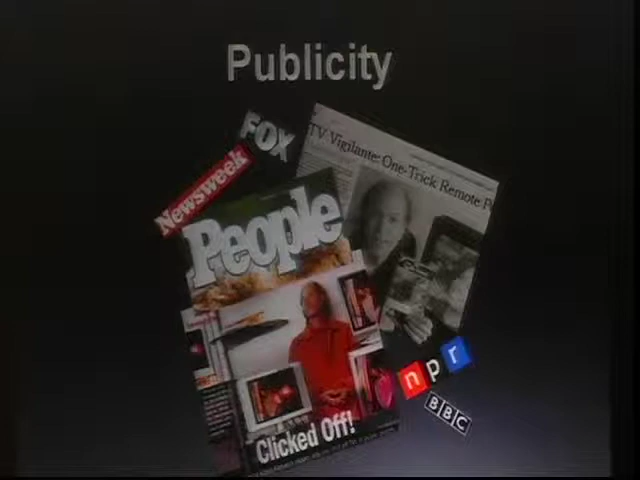 Publicity
FOX
TV Vigilante: One-Trick Remote
Newsweek
People
npr
BBC
Clicked Off!